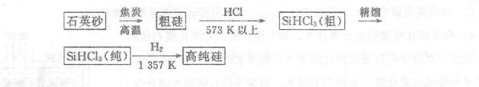 石英砂 焦炭 高温 粗硅 HCl 573 K 以上 SiHCl₃(粗) 精馏
SiHCl₃(纯) H₂ 1 357 K 高纯硅